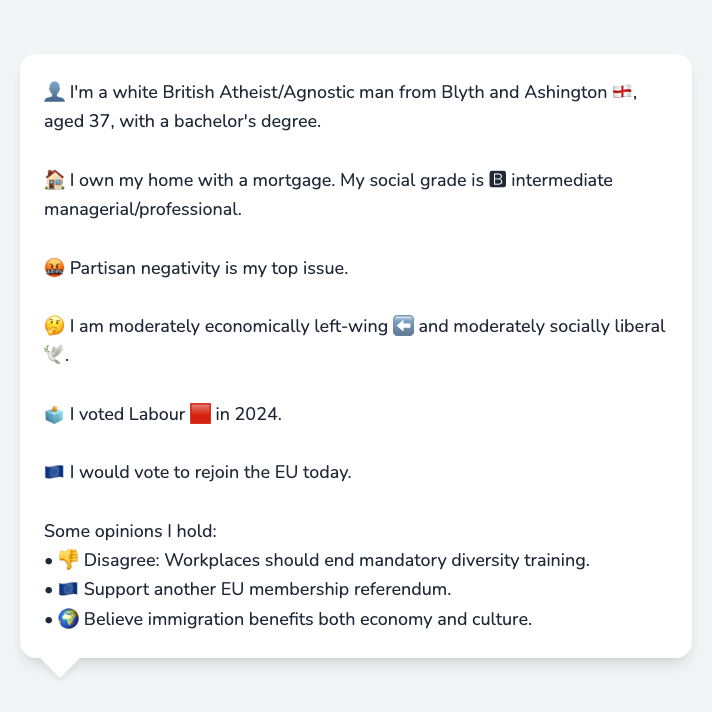 👤 I'm a white British Atheist/Agnostic man from Blyth and Ashington 🏴󠁧󠁢󠁥󠁮󠁧󠁿,
aged 37, with a bachelor's degree.
🏠 I own my home with a mortgage. My social grade is 🅱 intermediate
managerial/professional.
🤬 Partisan negativity is my top issue.
🤔 I am moderately economically left-wing ⬅️ and moderately socially liberal
🕊️.
🗳️ I voted Labour 🟥 in 2024.
🇪🇺 I would vote to rejoin the EU today.
Some opinions I hold:
• 👎 Disagree: Workplaces should end mandatory diversity training.
• 🇪🇺 Support another EU membership referendum.
• 🌍 Believe immigration benefits both economy and culture.